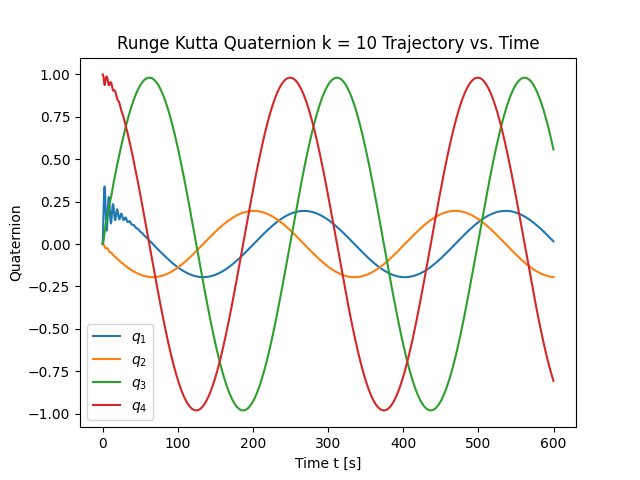 Runge Kutta Quaternion k = 10 Trajectory vs. Time
1.00
0.75
0.50
0.25
0.00
−0.25
−0.50
−0.75
−1.00
Quaternion
q₁
q₂
q₃
q₄
0 100 200 300 400 500 600
Time t [s]